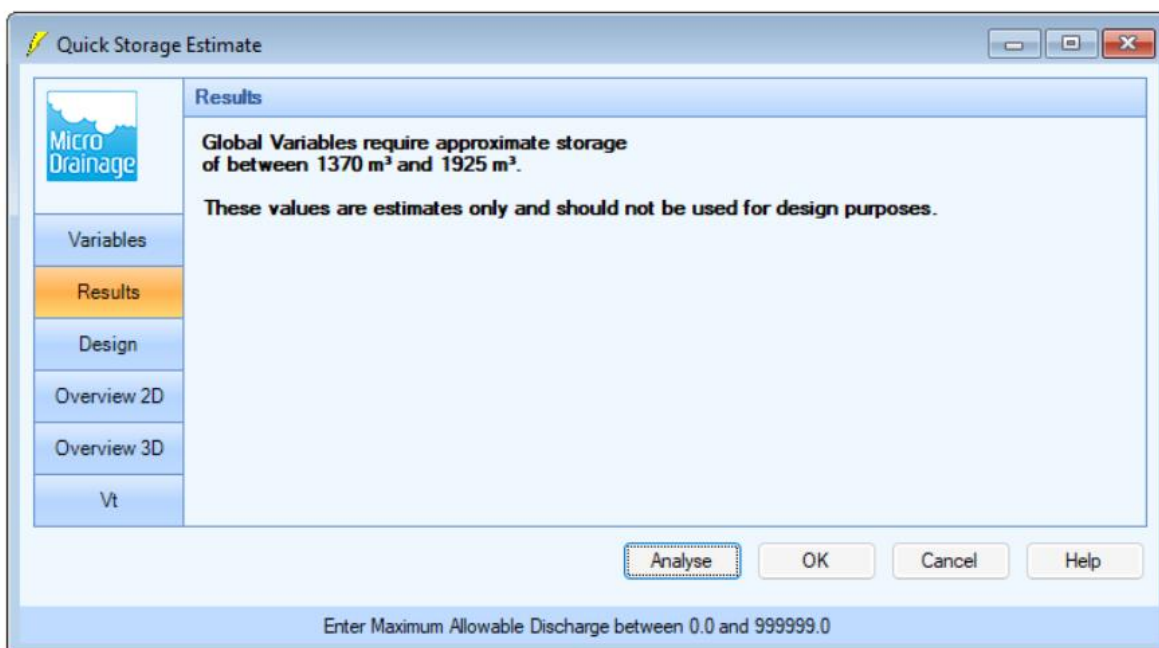 Quick Storage Estimate
Micro
Drainage
Results
Global Variables require approximate storage
of between 1370 m³ and 1925 m³.
These values are estimates only and should not be used for design purposes.
Variables
Results
Design
Overview 2D
Overview 3D
Vt
Analyse
OK
Cancel
Help
Enter Maximum Allowable Discharge between 0.0 and 999999.0